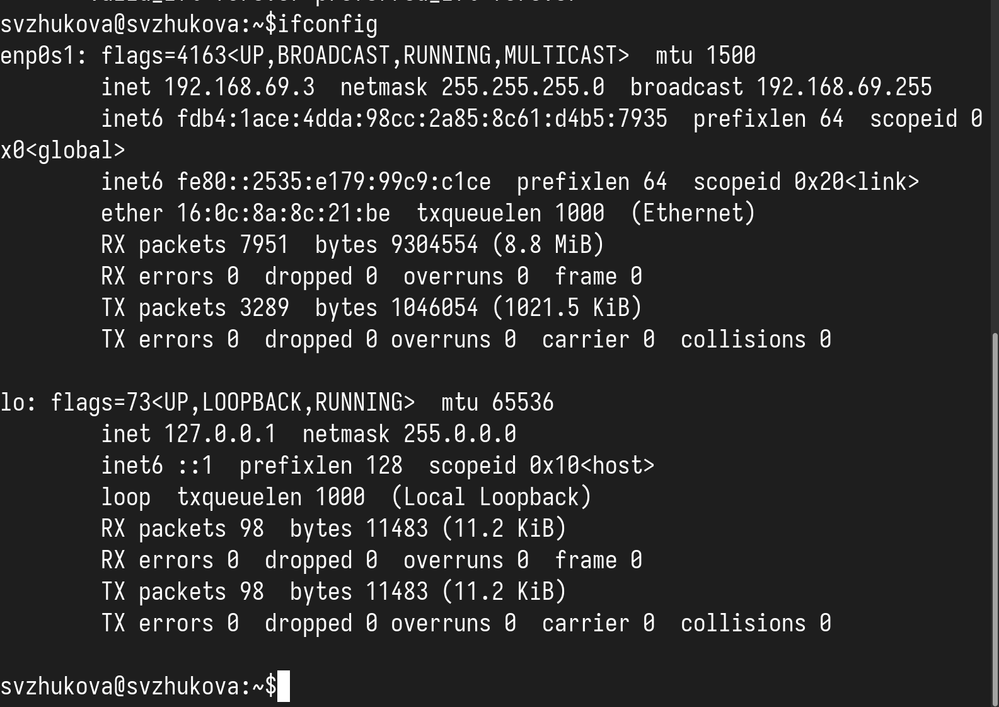 svzhukova@svzhukova:~$ifconfig
enp0s1: flags=4163<UP,BROADCAST,RUNNING,MULTICAST>  mtu 1500
        inet 192.168.69.3  netmask 255.255.255.0  broadcast 192.168.69.255
        inet6 fdb4:1ace:4dda:98cc:2a85:8c61:d4b5:7935  prefixlen 64  scopeid 0
x0<global>
        inet6 fe80::2535:e179:99c9:c1ce  prefixlen 64  scopeid 0x20<link>
        ether 16:0c:8a:8c:21:be  txqueuelen 1000  (Ethernet)
        RX packets 7951  bytes 9304554 (8.8 MiB)
        RX errors 0  dropped 0  overruns 0  frame 0
        TX packets 3289  bytes 1046054 (1021.5 KiB)
        TX errors 0  dropped 0 overruns 0  carrier 0  collisions 0

lo: flags=73<UP,LOOPBACK,RUNNING>  mtu 65536
        inet 127.0.0.1  netmask 255.0.0.0
        inet6 ::1  prefixlen 128  scopeid 0x10<host>
        loop  txqueuelen 1000  (Local Loopback)
        RX packets 98  bytes 11483 (11.2 KiB)
        RX errors 0  dropped 0  overruns 0  frame 0
        TX packets 98  bytes 11483 (11.2 KiB)
        TX errors 0  dropped 0 overruns 0  carrier 0  collisions 0

svzhukova@svzhukova:~$